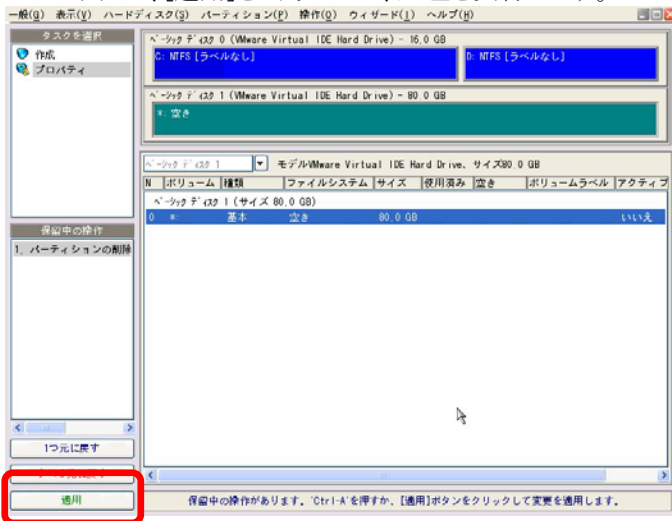 一般(G) 表示(V) ハードディスク(S) パーティション(P) 操作(O) ウィザード(I) ヘルプ(H)
タスクを選択
作成
プロパティ
ベーシック ディスク 0 (VMware Virtual IDE Hard Drive) - 16.0 GB
C: NTFS [ラベルなし]
D: NTFS [ラベルなし]
ベーシック ディスク 1 (VMware Virtual IDE Hard Drive) - 80.0 GB
*: 空き
ベーシック ディスク 1 モデルVMware Virtual IDE Hard Drive、サイズ80.0 GB
N ボリューム 種類 ファイルシステム サイズ 使用済み 空き ボリュームラベル アクティブ
ベーシック ディスク 1 (サイズ 80.0 GB)
0 *: 基本 空き 80.0 GB いいえ
保留中の操作
1. パーティションの削除
1つ元に戻す
適用
保留中の操作があります。'Ctrl-A'を押すか、[適用]ボタンをクリックして変更を適用します。